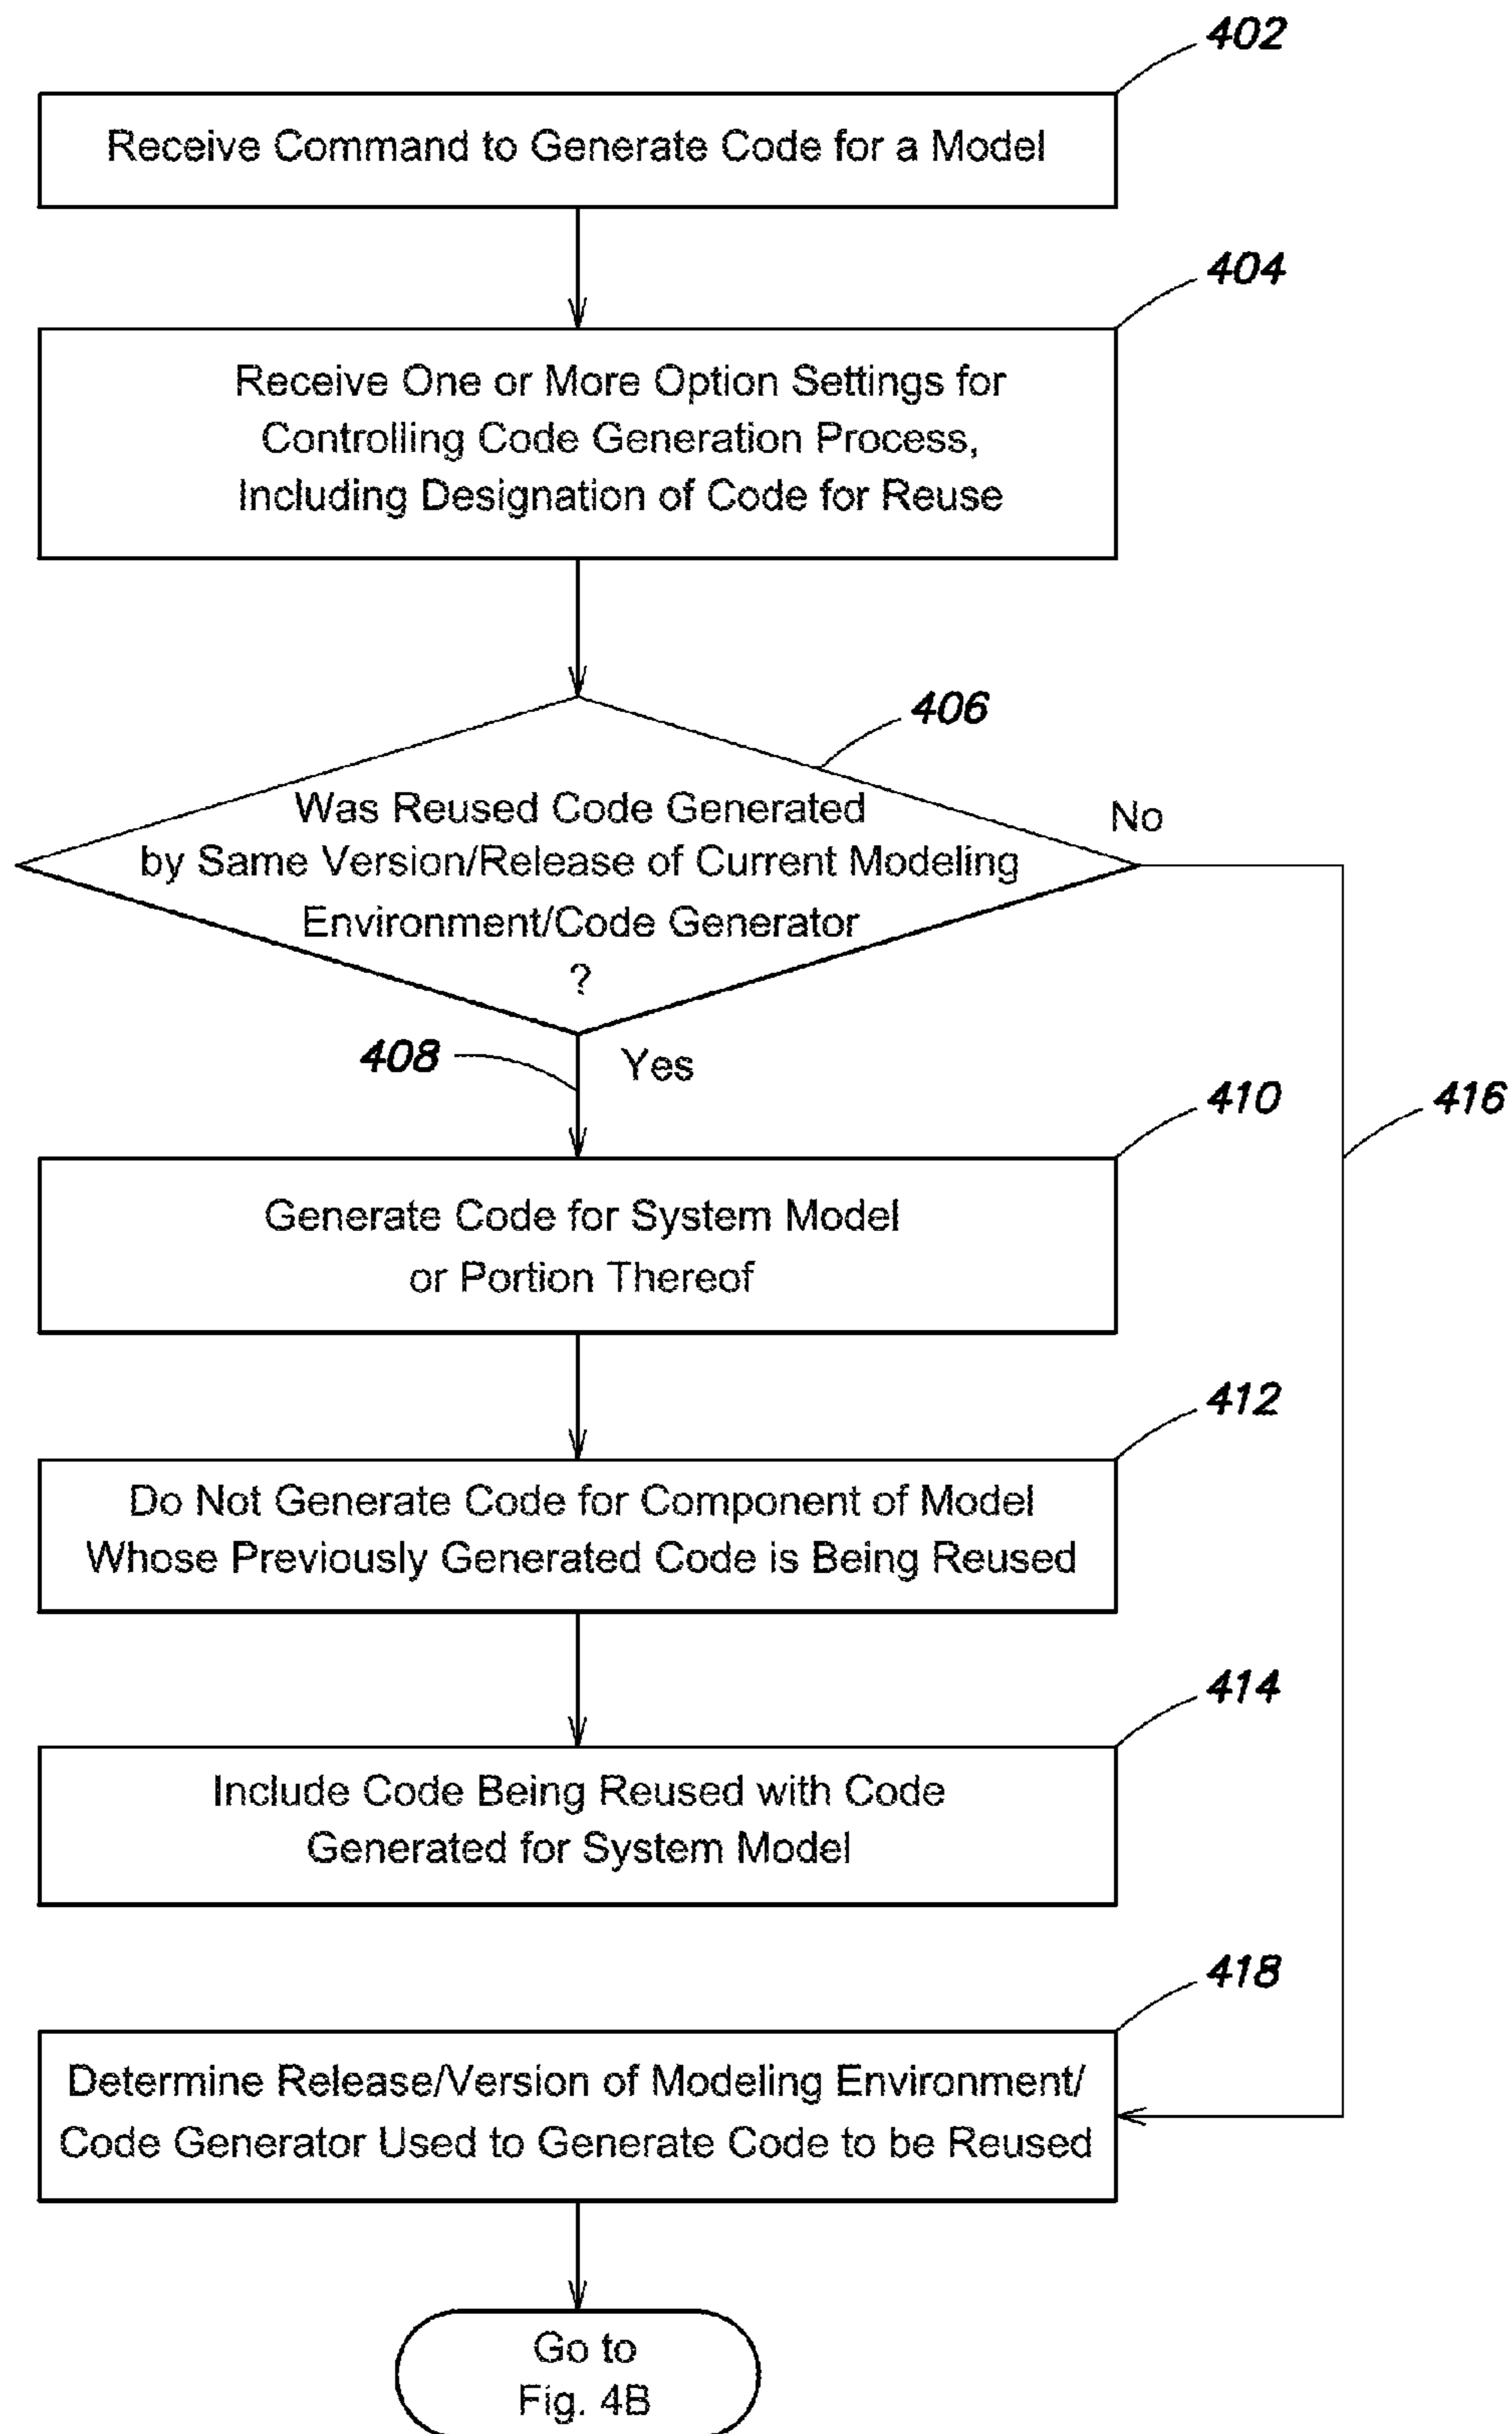 402
Receive Command to Generate Code for a Model
404
Receive One or More Option Settings for
Controlling Code Generation Process,
Including Designation of Code for Reuse
406
Was Reused Code Generated
by Same Version/Release of Current Modeling
Environment/Code Generator
?
No
408
Yes
410
416
Generate Code for System Model
or Portion Thereof
412
Do Not Generate Code for Component of Model
Whose Previously Generated Code is Being Reused
414
Include Code Being Reused with Code
Generated for System Model
418
Determine Release/Version of Modeling Environment/
Code Generator Used to Generate Code to be Reused
Go to
Fig. 4B